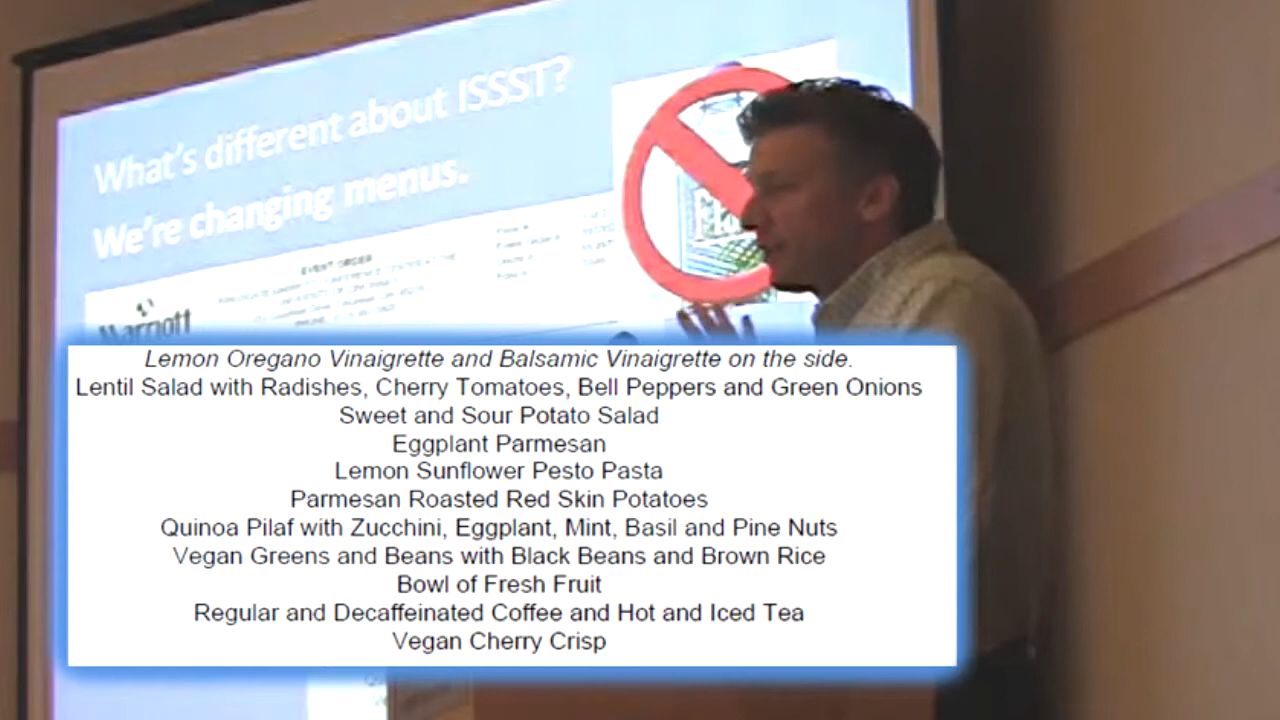 What's different about ISSST?
We're changing menus.
EVENT ORDER
Marriott
Lemon Oregano Vinaigrette and Balsamic Vinaigrette on the side.
Lentil Salad with Radishes, Cherry Tomatoes, Bell Peppers and Green Onions
Sweet and Sour Potato Salad
Eggplant Parmesan
Lemon Sunflower Pesto Pasta
Parmesan Roasted Red Skin Potatoes
Quinoa Pilaf with Zucchini, Eggplant, Mint, Basil and Pine Nuts
Vegan Greens and Beans with Black Beans and Brown Rice
Bowl of Fresh Fruit
Regular and Decaffeinated Coffee and Hot and Iced Tea
Vegan Cherry Crisp